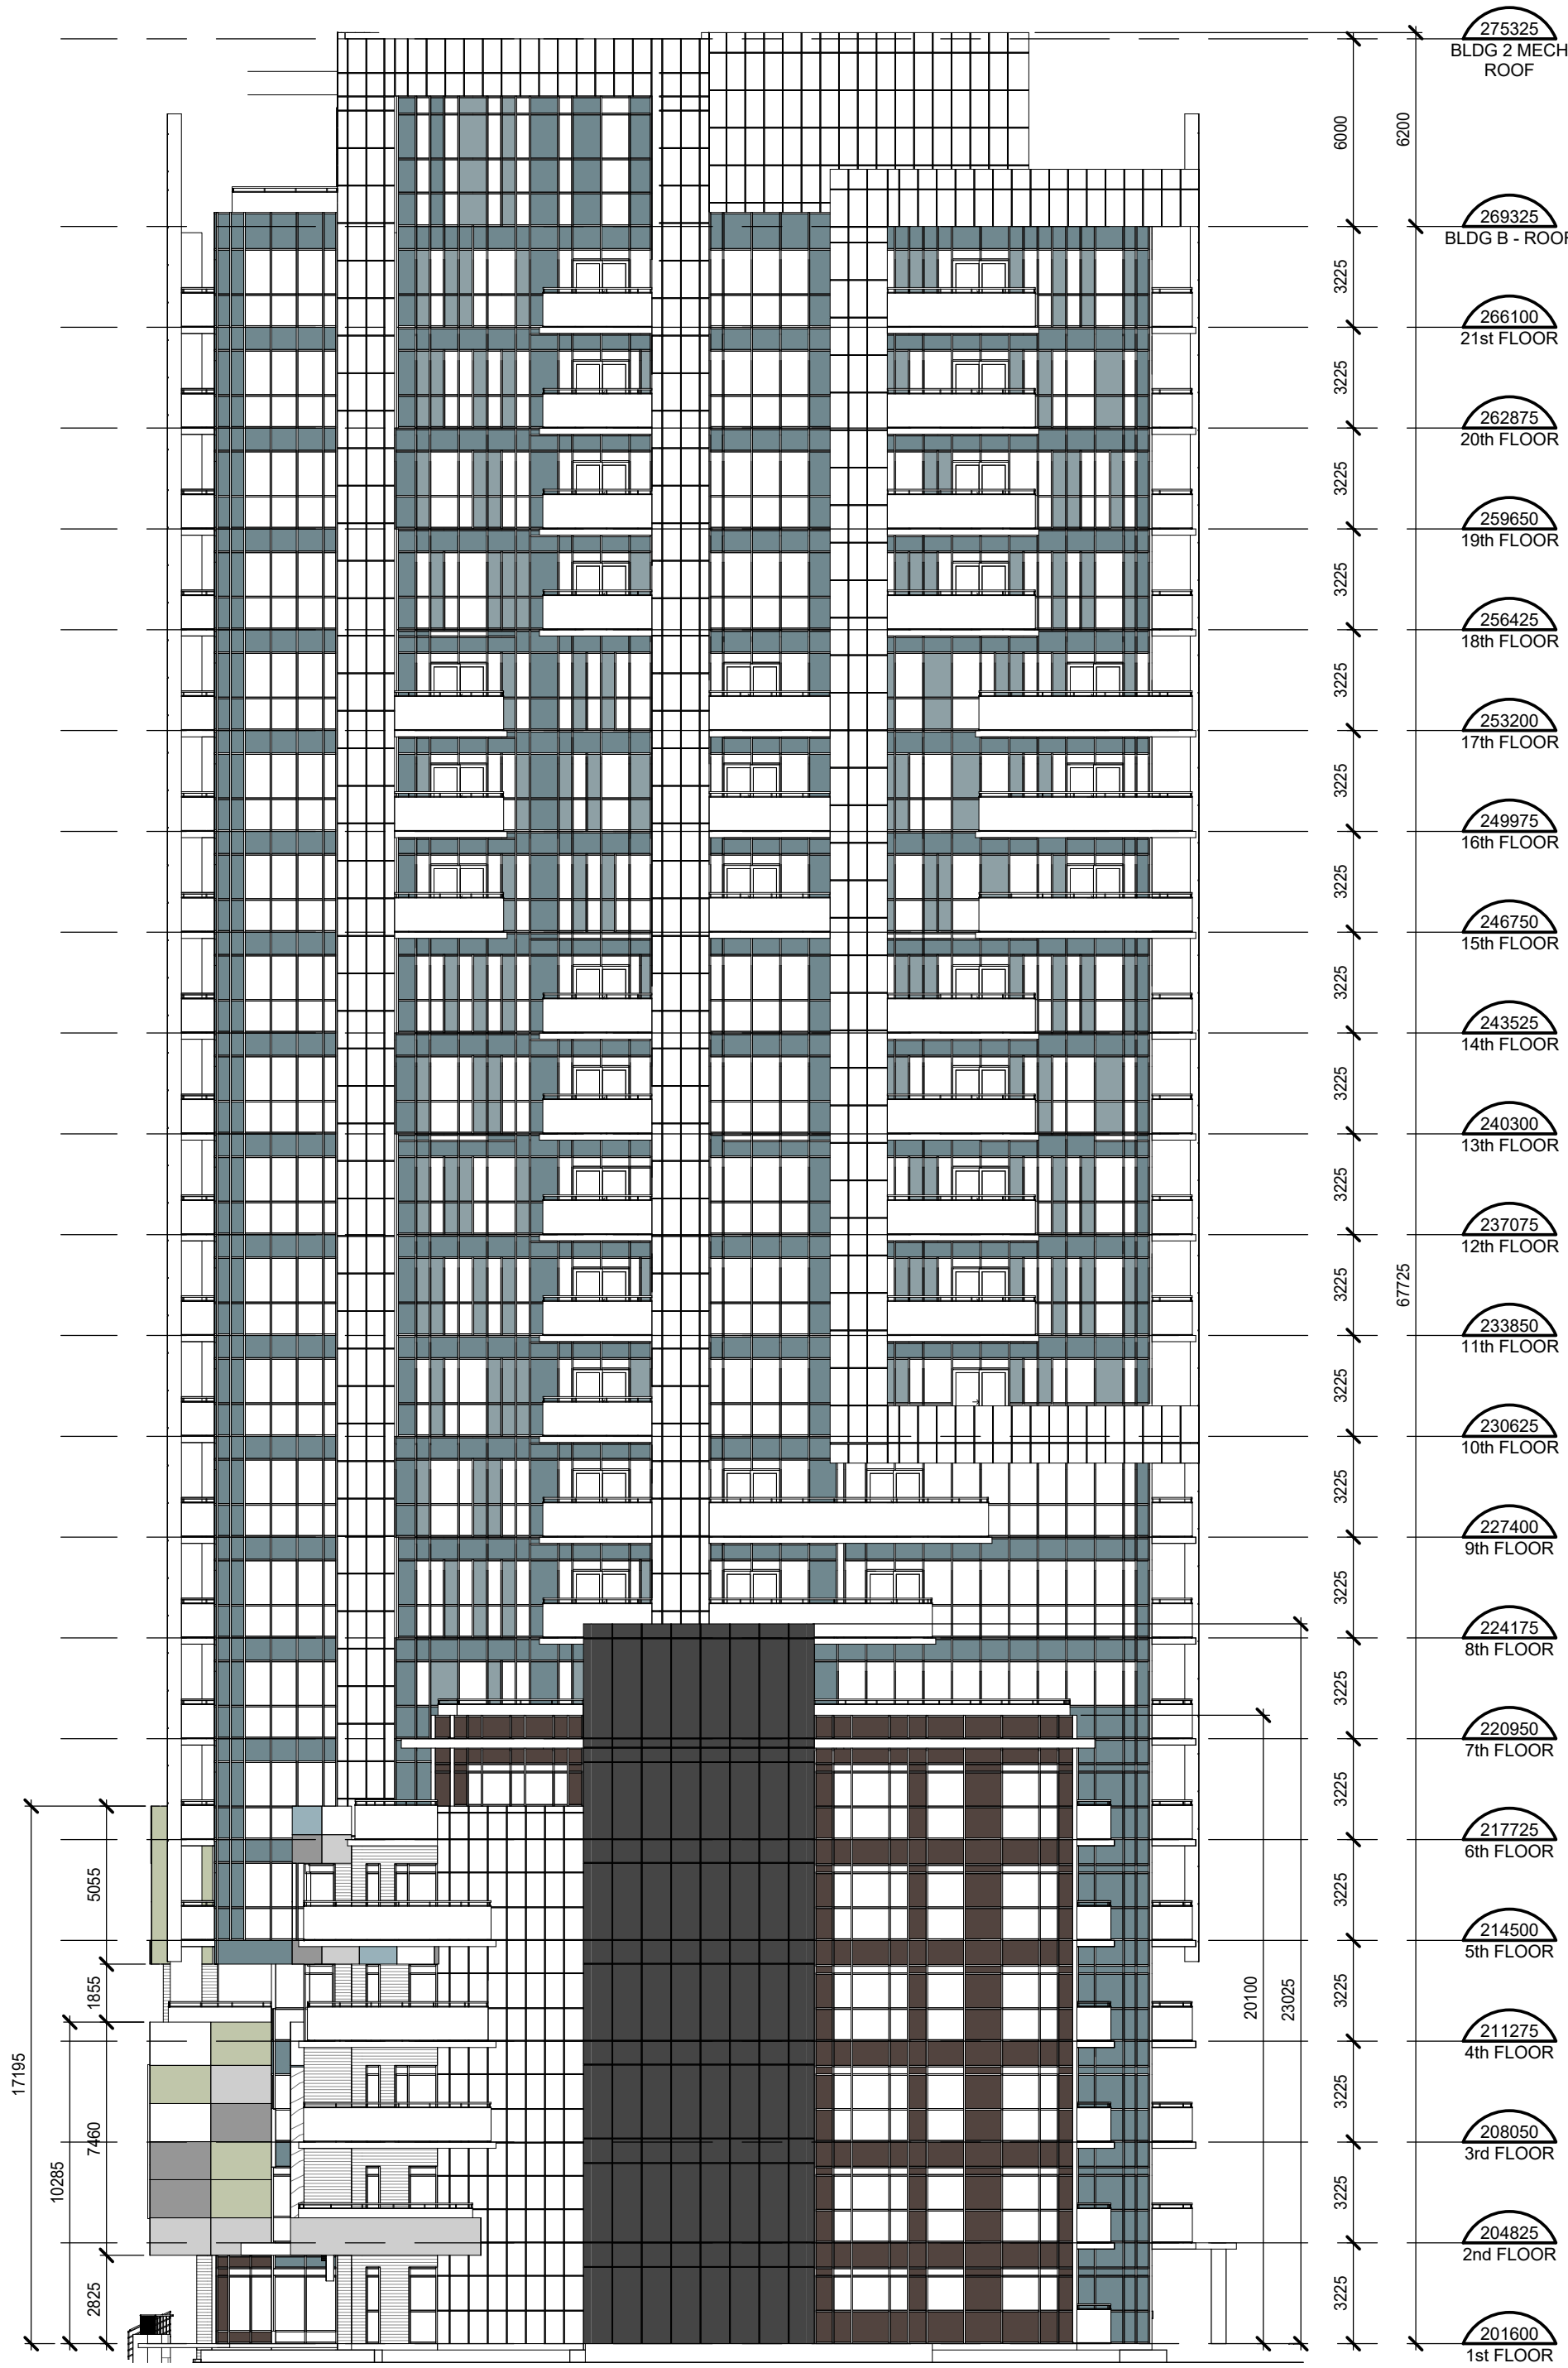 275325
BLDG 2 MECH
ROOF
6000
6200
269325
BLDG B - ROOF
3225
266100
21st FLOOR
3225
262875
20th FLOOR
3225
259650
19th FLOOR
3225
256425
18th FLOOR
3225
253200
17th FLOOR
3225
249975
16th FLOOR
3225
246750
15th FLOOR
3225
243525
14th FLOOR
3225
240300
13th FLOOR
3225
237075
12th FLOOR
3225
67725
233850
11th FLOOR
3225
230625
10th FLOOR
3225
227400
9th FLOOR
3225
224175
8th FLOOR
3225
220950
7th FLOOR
3225
217725
6th FLOOR
5055
3225
214500
5th FLOOR
1855
20100
23025
3225
211275
4th FLOOR
17195
7460
10285
3225
208050
3rd FLOOR
3225
204825
2nd FLOOR
2825
3225
201600
1st FLOOR